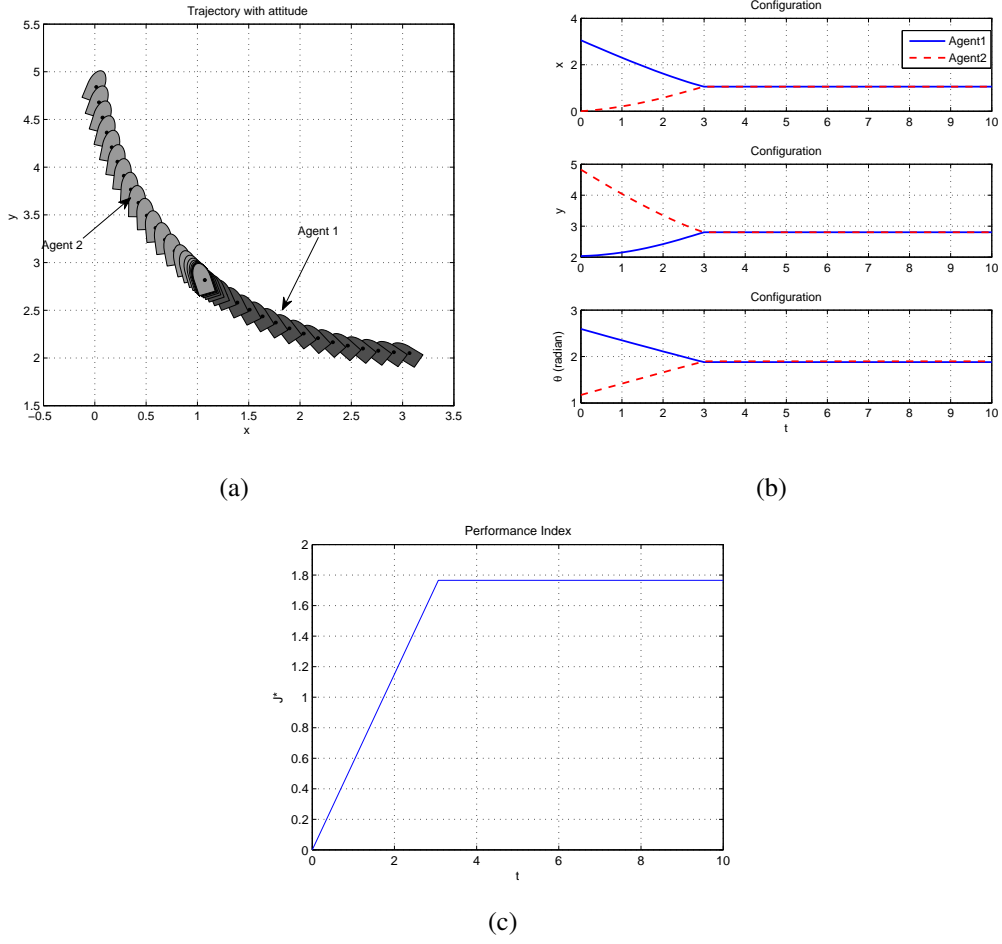 Trajectory with attitude
5.5
5
4.5
4
3.5
3
2.5
2
1.5
y
-0.5 0 0.5 1 1.5 2 2.5 3 3.5
x
Agent 2
Agent 1
(a)
Configuration
4
2
0
x
0 1 2 3 4 5 6 7 8 9 10
Agent1
Agent2
Configuration
5
4
3
2
y
0 1 2 3 4 5 6 7 8 9 10
Configuration
3
2
1
θ (radian)
0 1 2 3 4 5 6 7 8 9 10
t
(b)
Performance Index
2
1.8
1.6
1.4
1.2
1
0.8
0.6
0.4
0.2
0
J*
0 2 4 6 8 10
t
(c)